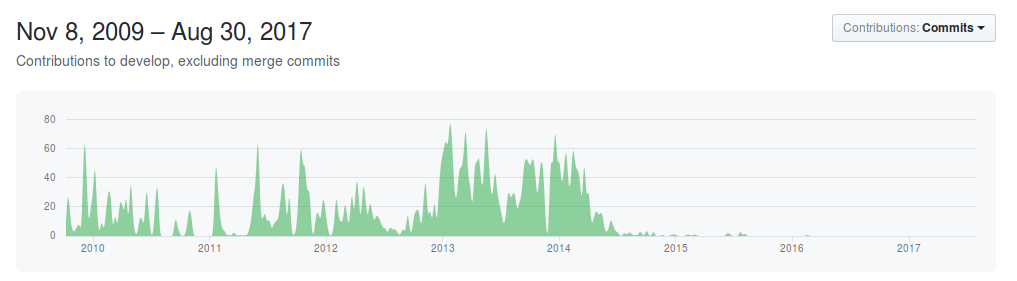 Nov 8, 2009 – Aug 30, 2017
Contributions: Commits
Contributions to develop, excluding merge commits
80
60
40
20
0
2010 2011 2012 2013 2014 2015 2016 2017